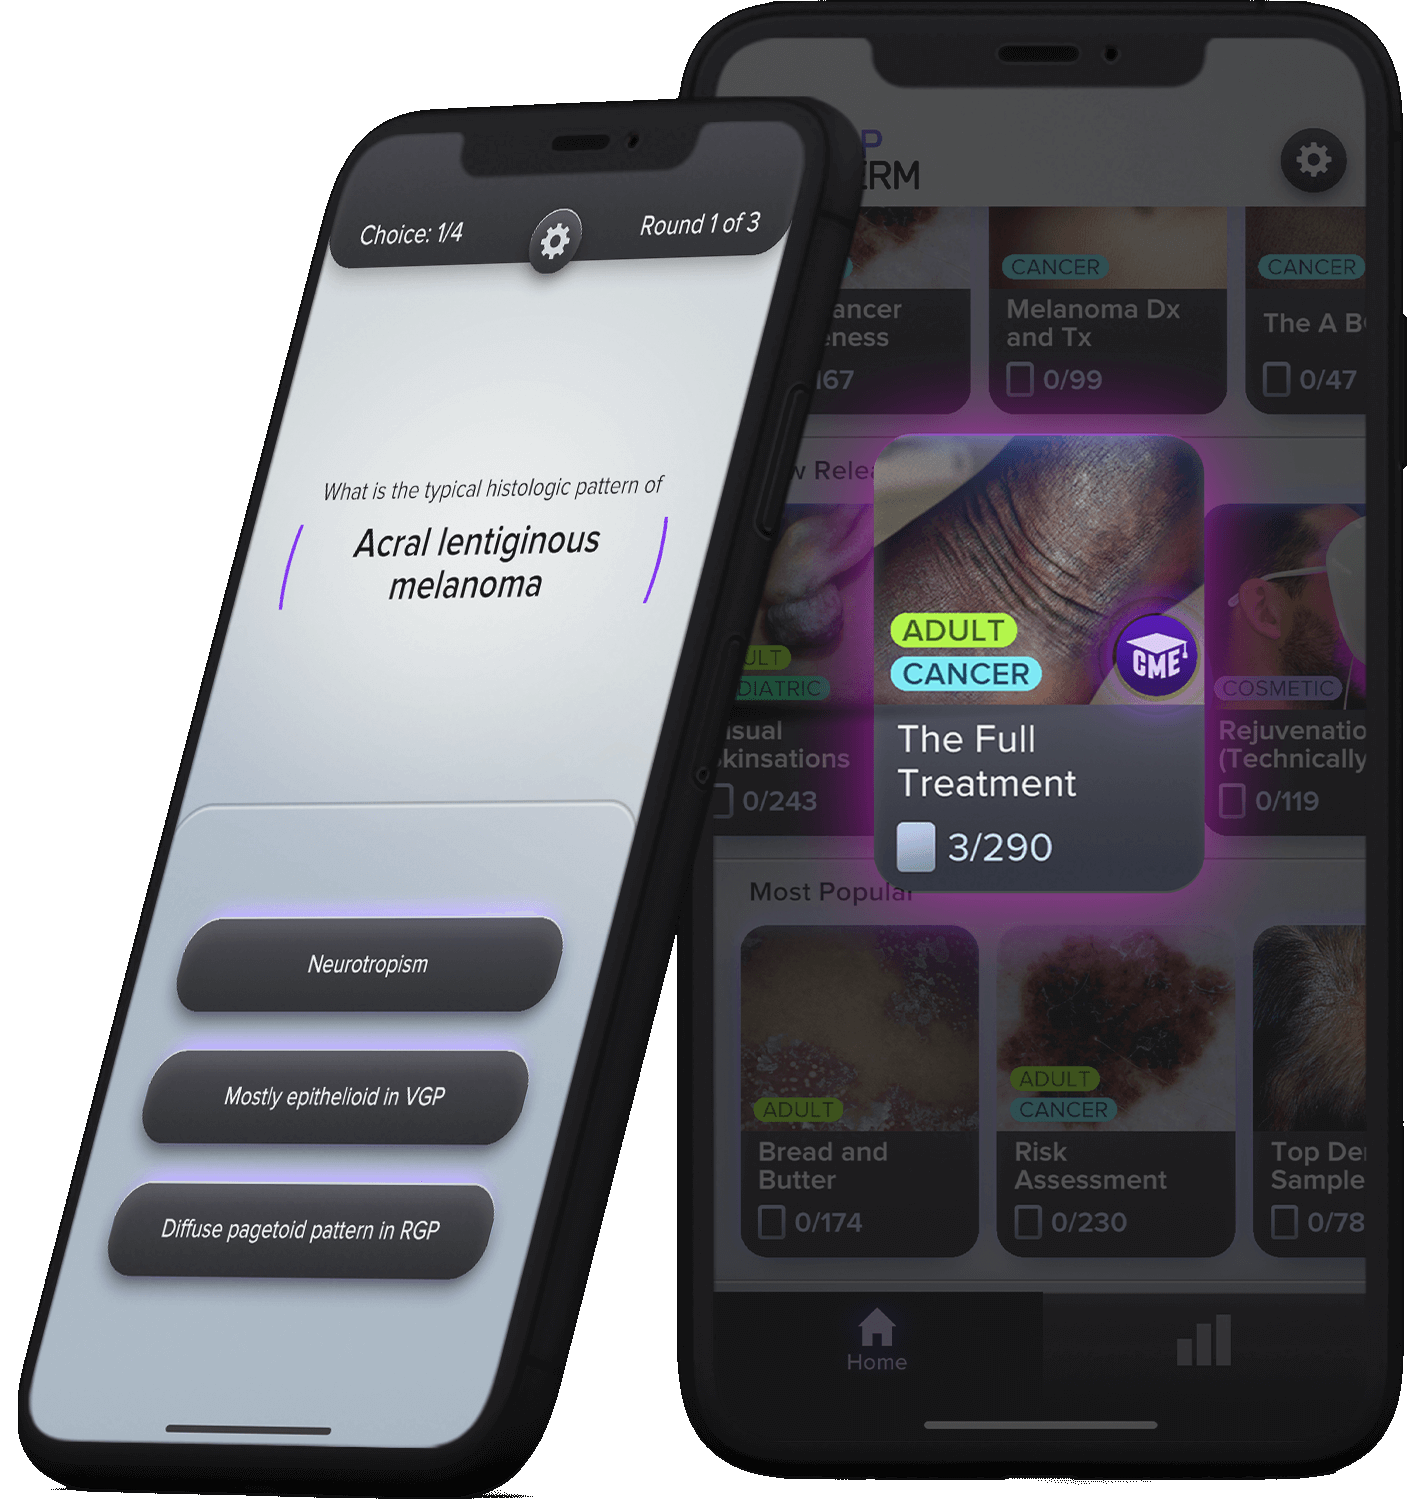 Choice: 1/4
Round 1 of 3
What is the typical histologic pattern of
Acral lentiginous
melanoma
Neurotropism
Mostly epithelioid in VGP
Diffuse pagetoid pattern in RGP
P
ERM
CANCER
CANCER
ancer
eness
167
Melanoma Dx
and Tx
0/99
The A B
0/47
w Relea
ULT
DIATRIC
sual
kinsations
0/243
ADULT
CANCER
CME
The Full
Treatment
3/290
COSMETIC
Rejuvenatio
(Technically
0/119
Most Popular
ADULT
Bread and
Butter
0/174
ADULT
CANCER
Risk
Assessment
0/230
Top De
Sample
0/78
Home